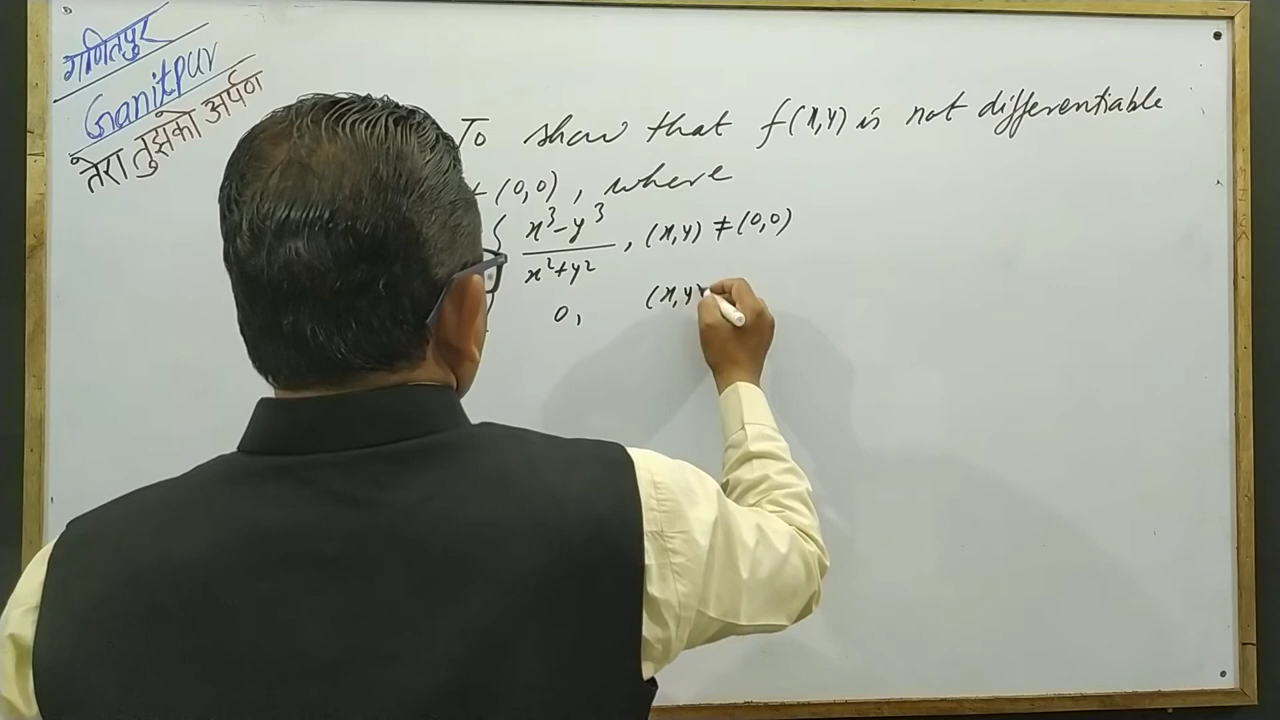 गणितपुर
Ganitpur
तेरा तुझको अर्पण
To show that f(x,y) is not differentiable
(0,0), where
x³-y³ / x²+y² , (x,y) ≠ (0,0)
0, (x,y)